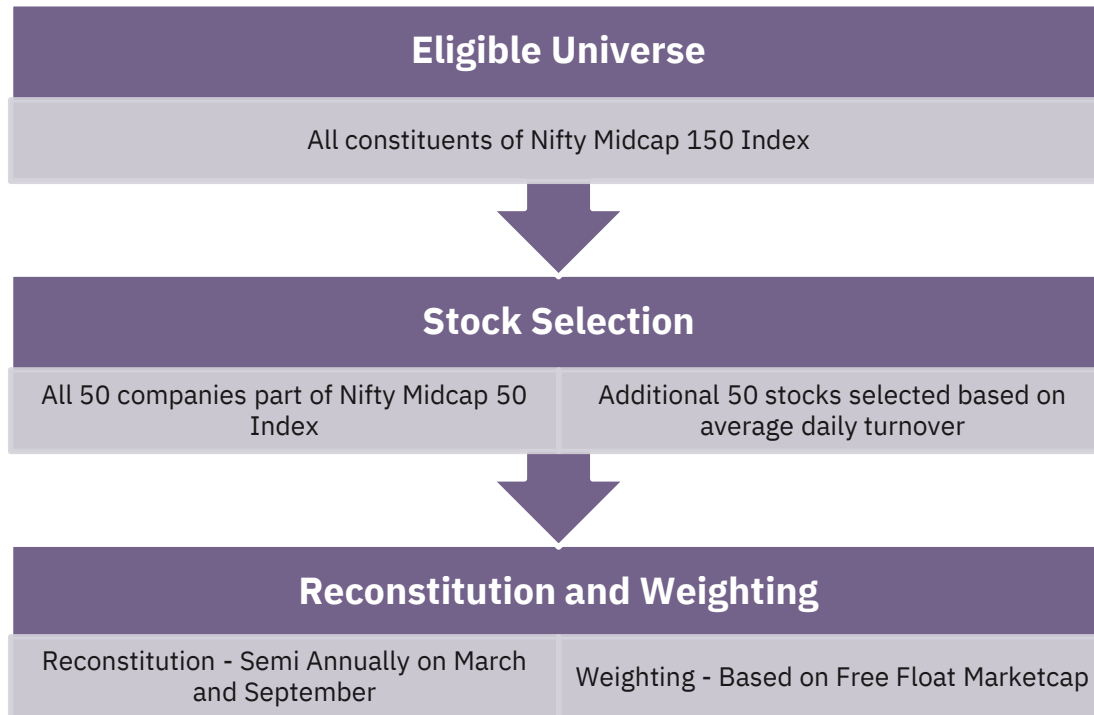 Eligible Universe
All constituents of Nifty Midcap 150 Index
Stock Selection
All 50 companies part of Nifty Midcap 50
Index
Additional 50 stocks selected based on
average daily turnover
Reconstitution and Weighting
Reconstitution - Semi Annually on March
and September
Weighting - Based on Free Float Marketcap